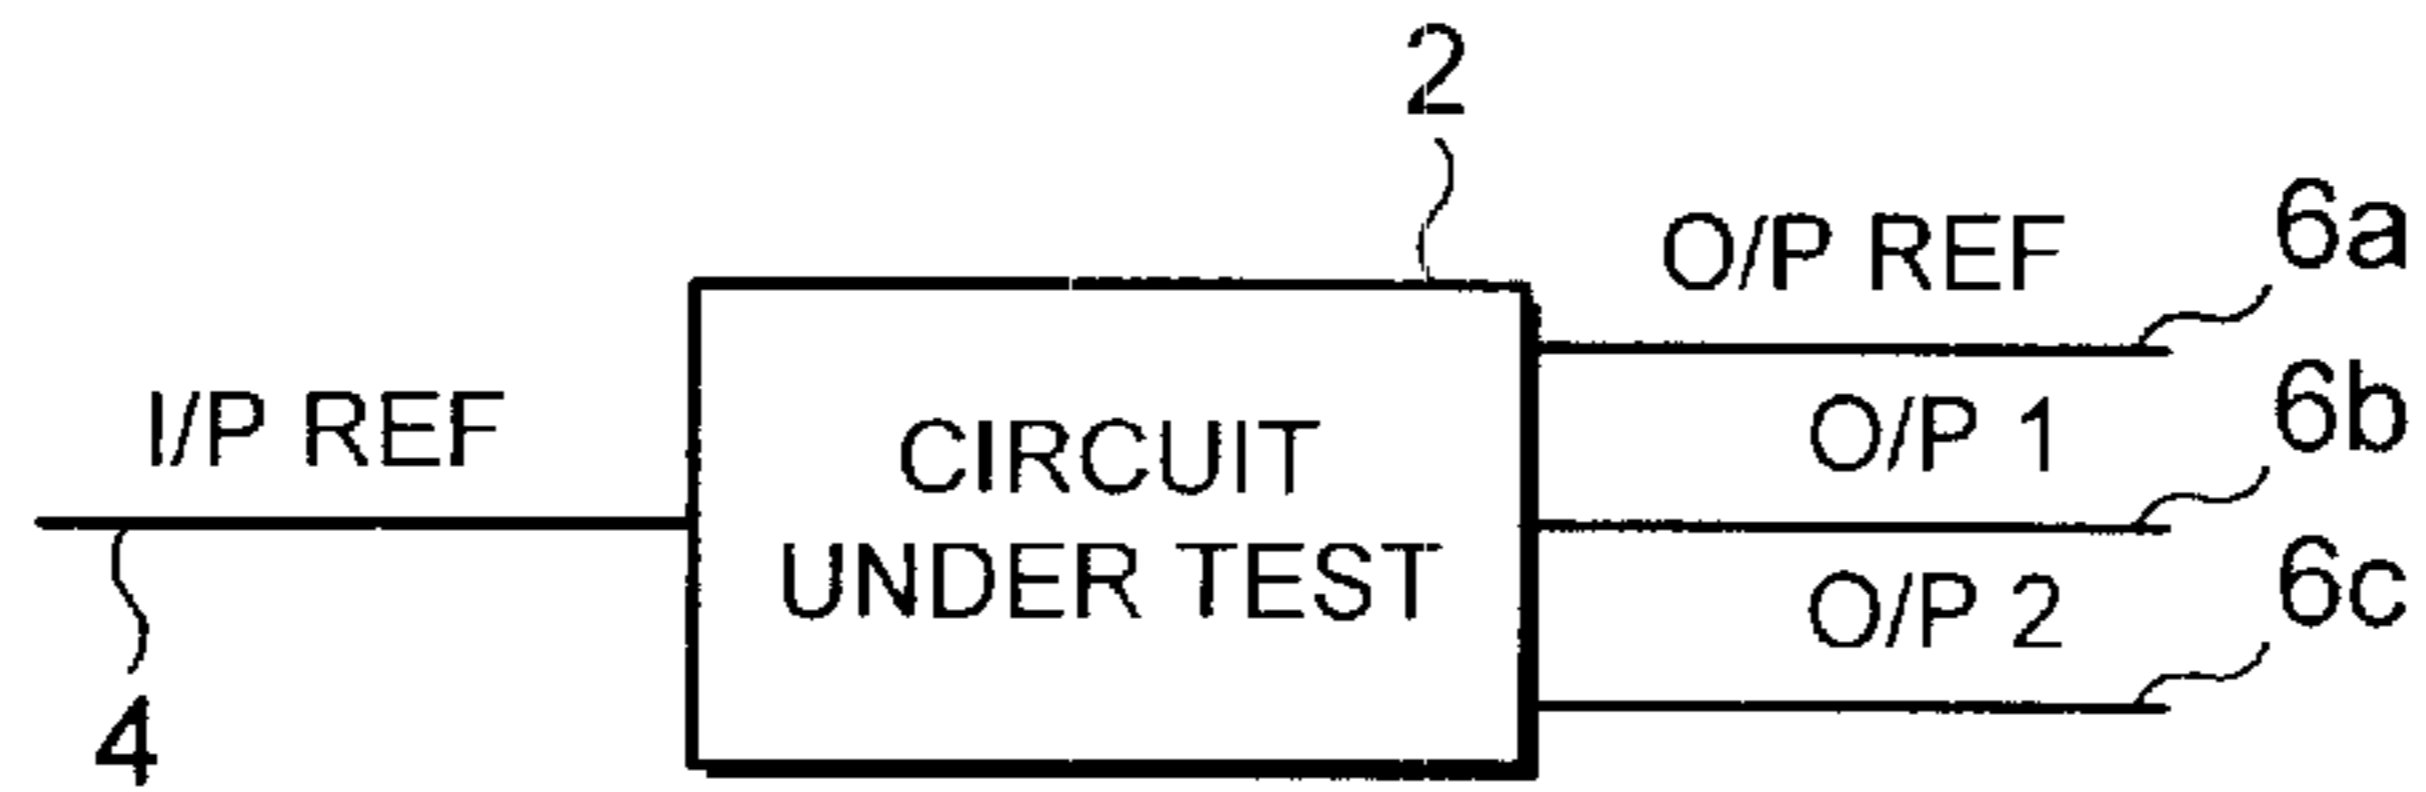 2
O/P REF
6a
I/P REF
CIRCUIT
UNDER TEST
O/P 1
6b
O/P 2
6c
4